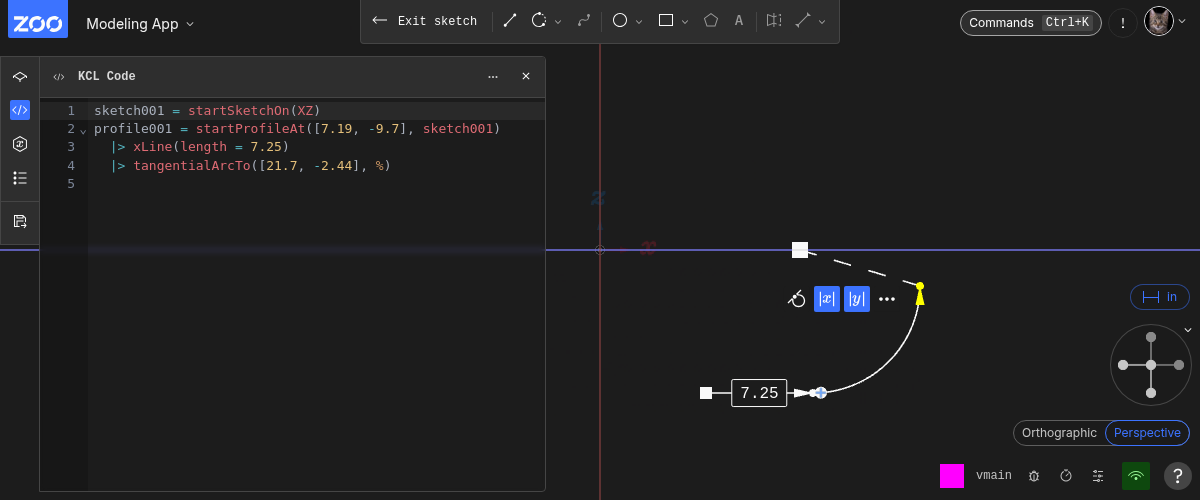 ZOO Modeling App
Exit sketch
A
Commands Ctrl+K
!
KCL Code
1 sketch001 = startSketchOn(XZ)
2 profile001 = startProfileAt([7.19, -9.7], sketch001)
3 |> xLine(length = 7.25)
4 |> tangentialArcTo([21.7, -2.44], %)
5
z
x
|x| |y|
in
7.25
Orthographic Perspective
vmain
?